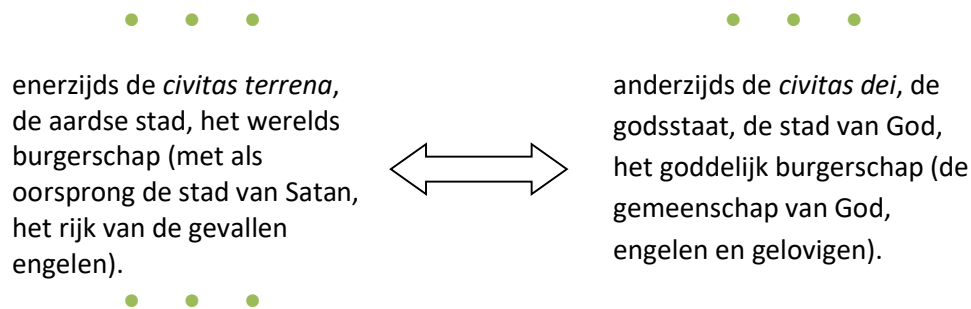 enerzijds de civitas terrena,
de aardse stad, het werelds
burgerschap (met als
oorsprong de stad van Satan,
het rijk van de gevallen
engelen).
anderzijds de civitas dei, de
godsstaat, de stad van God,
het goddelijk burgerschap (de
gemeenschap van God,
engelen en gelovigen).